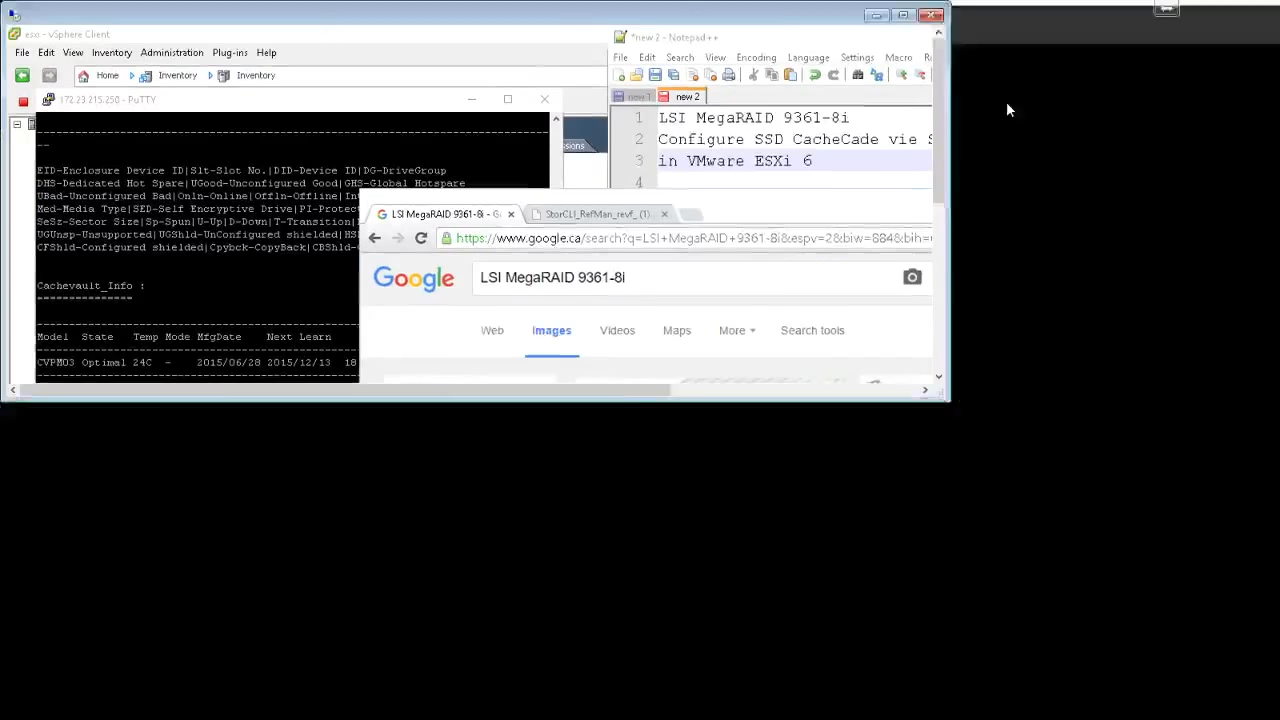 esxi - vSphere Client
File Edit View Inventory Administration Plug-ins Help
Home Inventory Inventory
172.23.215.250 - PuTTY
EID-Enclosure Device ID|Slt-Slot No.|DID-Device ID|DG-DriveGroup
DHS-Dedicated Hot Spare|UGood-Unconfigured Good|GHS-Global Hotspare
UBad-Unconfigured Bad|Onln-Online|Offln-Offline|In
Med-Media Type|SED-Self Encryptive Drive|PI-Protec
SeSz-Sector Size|Sp-Spun|U-Up|D-Down|T-Transition|
UGUnsp-Unsupported|UGShld-UnConfigured shielded|HS
CFShld-Configured shielded|Cpybck-CopyBack|CBShld-
Cachevault_Info :
===============
Model State Temp Mode MfgDate Next Learn
CVPM03 Optimal 24C - 2015/06/28 2015/12/13 18
*new 2 - Notepad++
File Edit Search View Encoding Language Settings Macro R
new 1 new 2
1 LSI MegaRAID 9361-8i
2 Configure SSD CacheCade vie S
3 in VMware ESXi 6
4
LSI MegaRAID 9361-8i - G StorCLI_RefMan_revf_ (1)
https://www.google.ca/search?q=LSI+MegaRAID+9361-8i&espv=2&biw=884&bih=
Google LSI MegaRAID 9361-8i
Web Images Videos Maps More Search tools